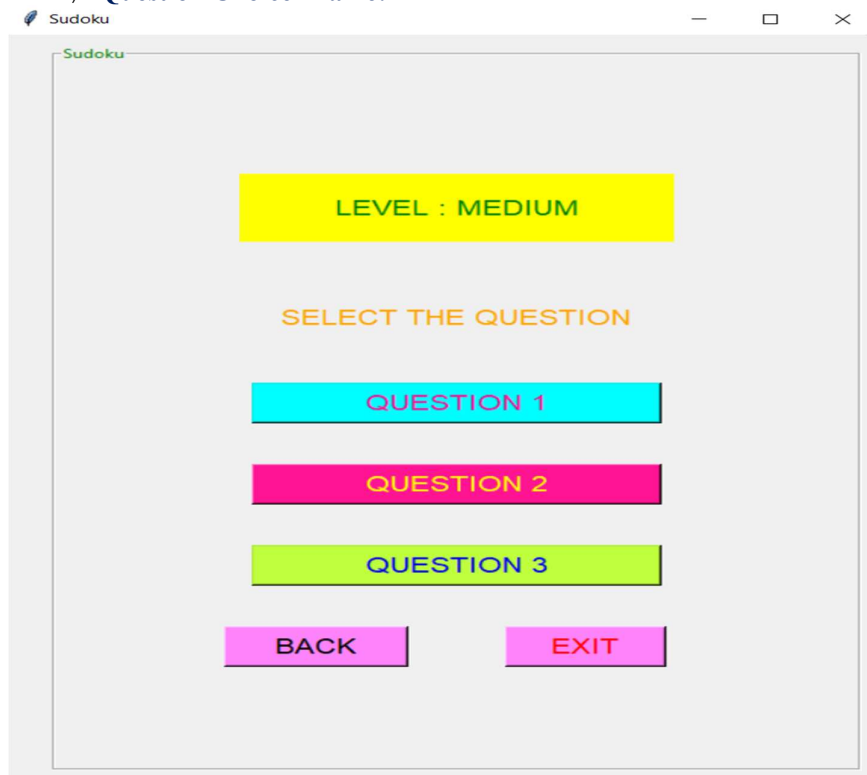 Sudoku
Sudoku
LEVEL : MEDIUM
SELECT THE QUESTION
QUESTION 1
QUESTION 2
QUESTION 3
BACK
EXIT